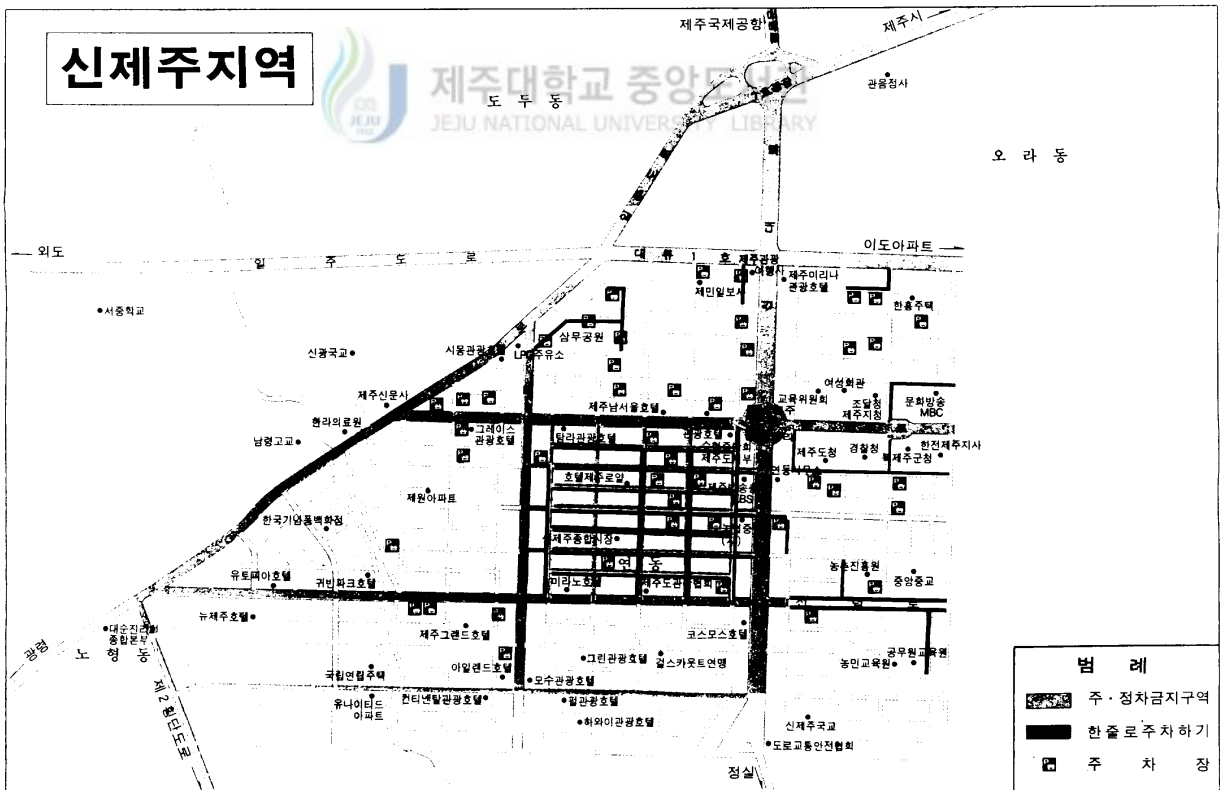 신제주지역
제주대학교 중앙도서관
JEJU NATIONAL UNIVERSITY LIBRARY
JEJU
1952
제주국제공항
제주시
관음정사
도 두 동
오 라 동
외도
일 주 도 로
대 류 1 호
제주관광
여행사
이도아파트
제민일보사
제주미리나
관광호텔
한흥주택
서중학교
삼무공원
신광국교
LPG주유소
제주신문사
한라의료원
남령고교
그레이스
관광호텔
탐라관광호텔
제주남서울호텔
관광호텔
교육위원회
여성회관
조달청
제주지청
문화방송
MBC
제주도청
경찰청
북제주군청
한전제주지사
호텔제주로얄
제원아파트
한국기념품백화점
연 동
유토피아호텔
귀빈파크호텔
미라노호텔
농촌진흥원
중앙중교
뉴제주호텔
대순진리회
종합본부
제주그랜드호텔
코스모스호텔
광령
노 형 동
제2횡단도로
국립연립주택
아일랜드호텔
그린관광호텔
걸스카웃트연맹
농민교육원
공무원교육원
모수관광호텔
유나이티드
아파트
컨티넨탈관광호텔
펄관광호텔
하와이관광호텔
신제주국교
도로교통안전협회
정실
범 례
주·정차금지구역
한줄로주차하기
주 차 장